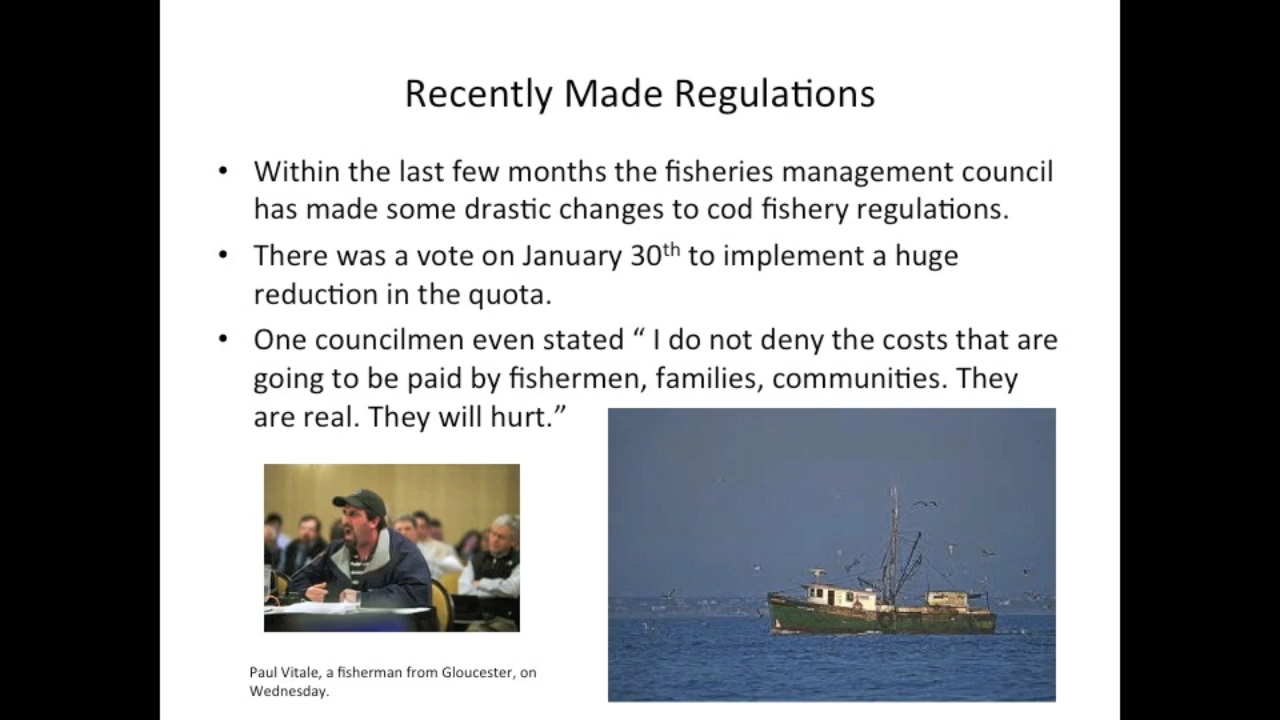 Recently Made Regulations
• Within the last few months the fisheries management council
has made some drastic changes to cod fishery regulations.
• There was a vote on January 30th to implement a huge
reduction in the quota.
• One councilmen even stated “ I do not deny the costs that are
going to be paid by fishermen, families, communities. They
are real. They will hurt.”
Paul Vitale, a fisherman from Gloucester, on
Wednesday.